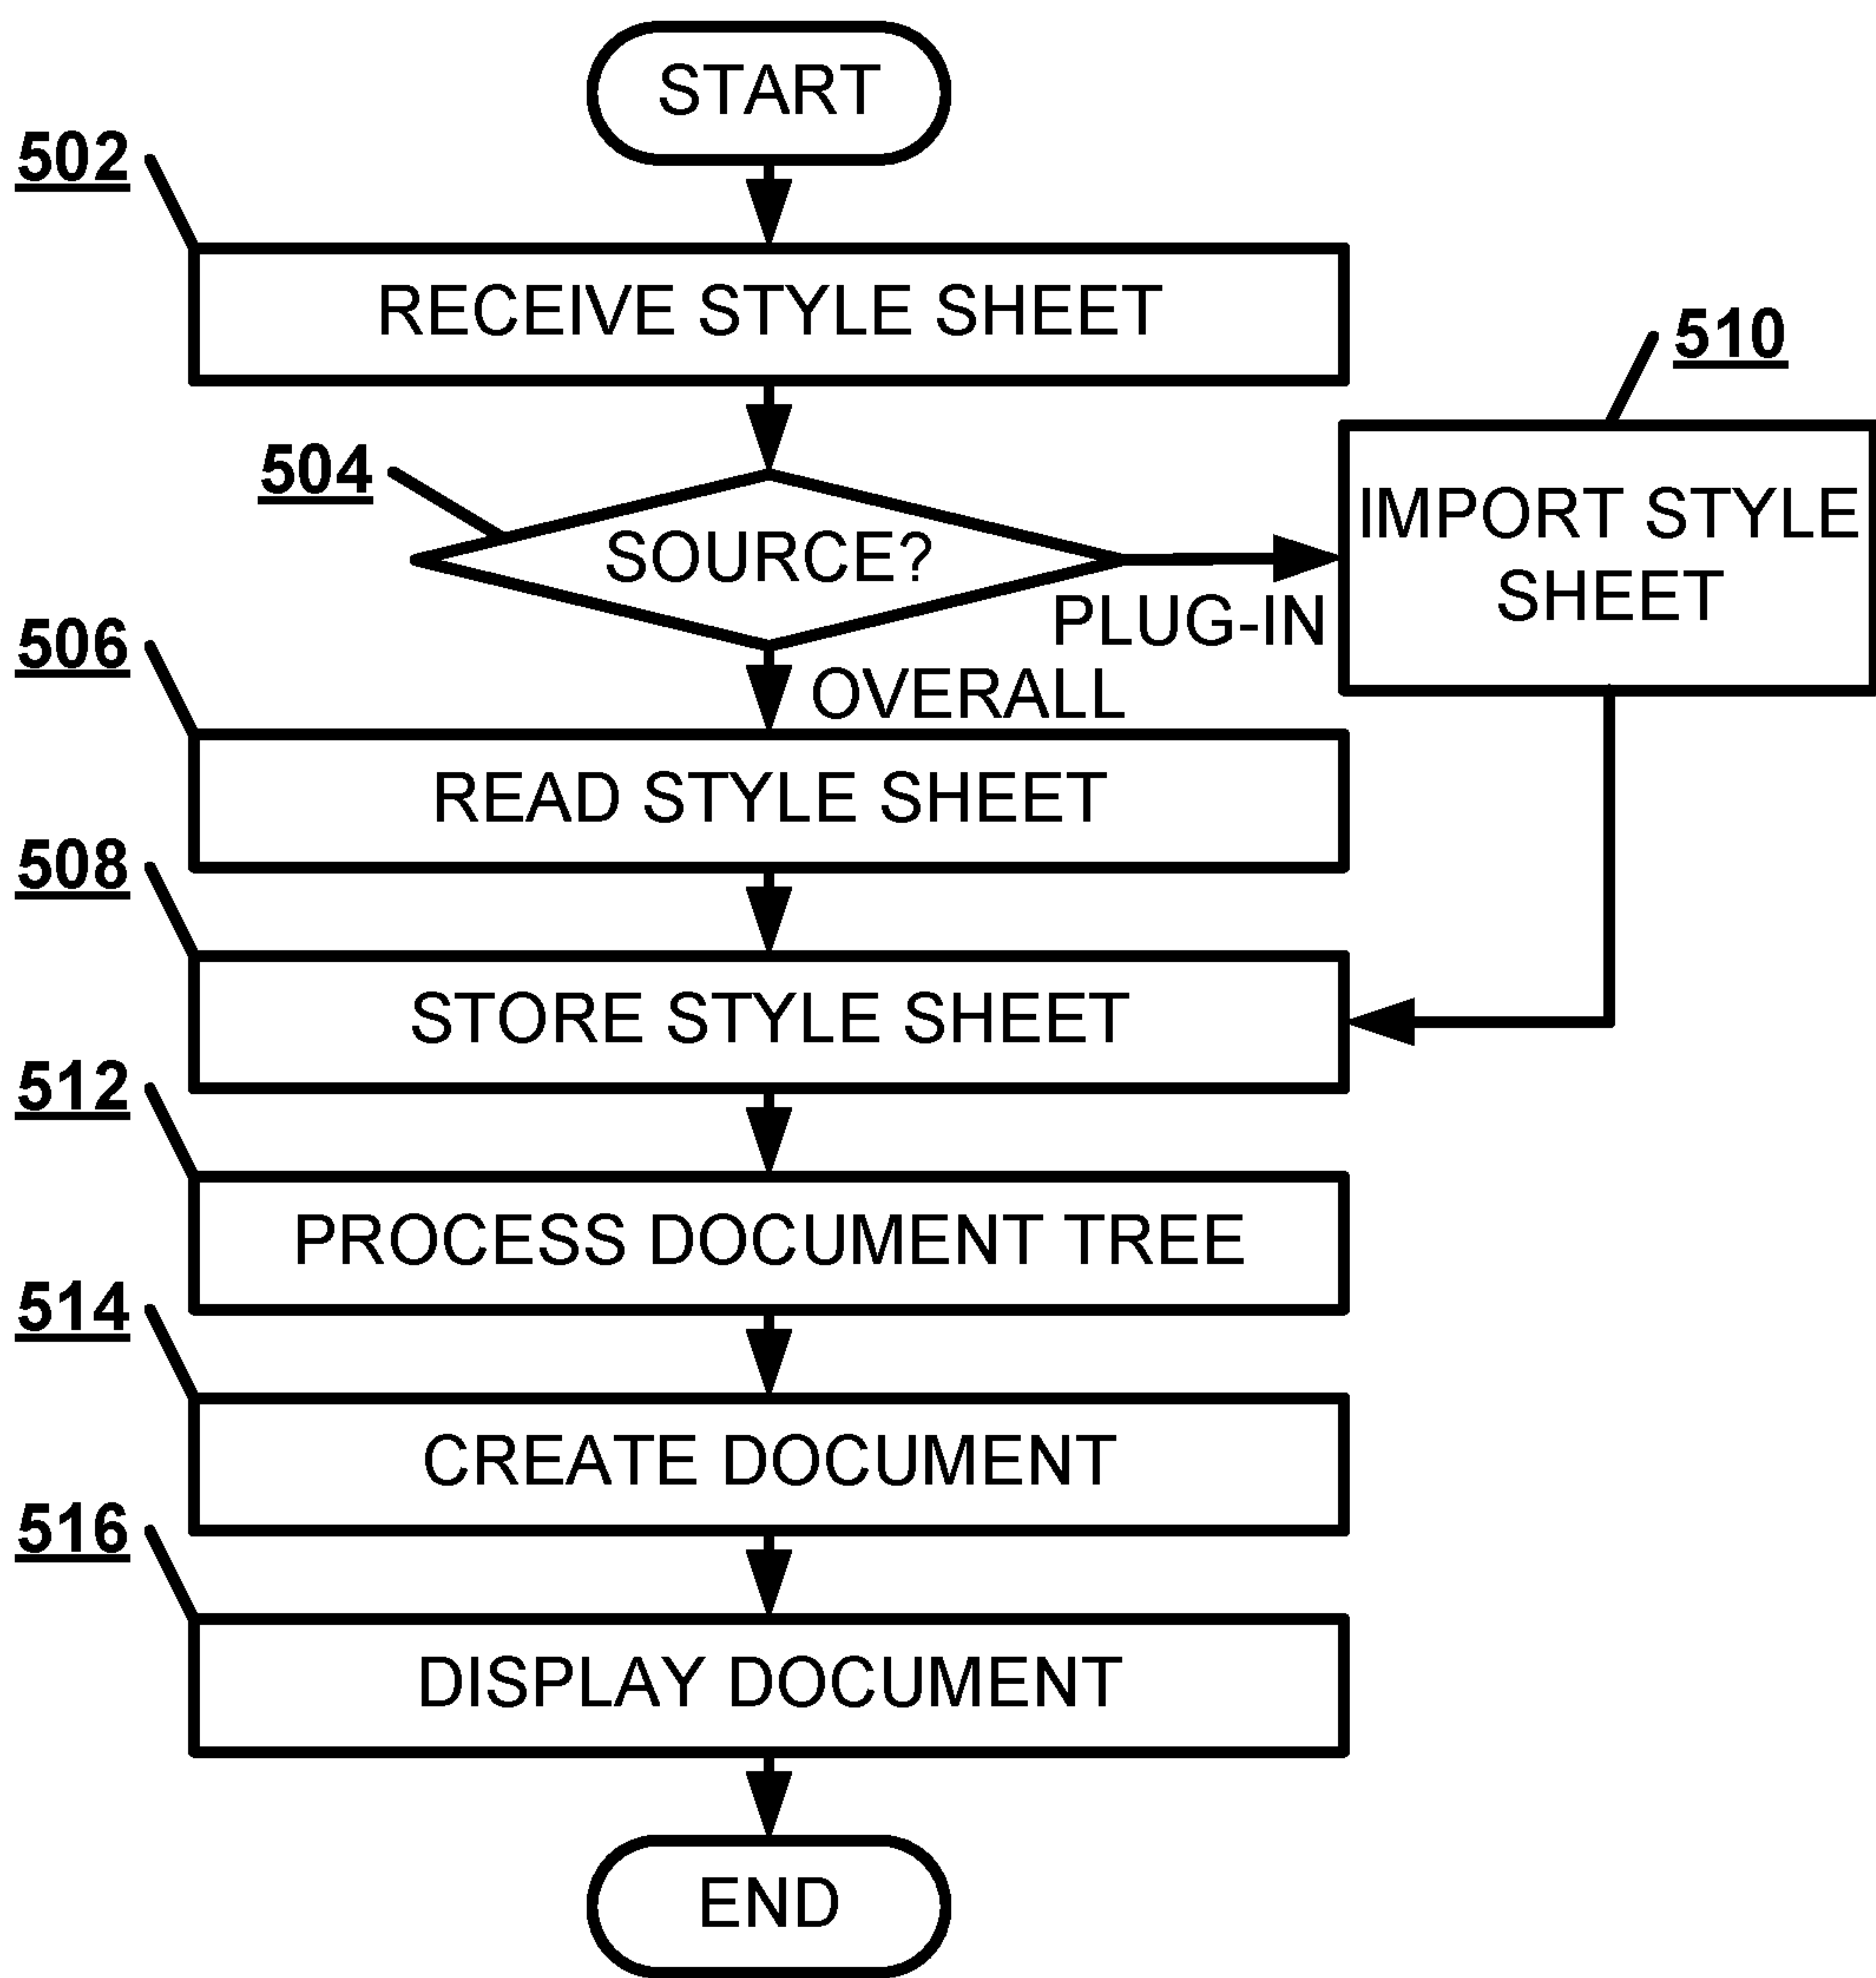 START
502
RECEIVE STYLE SHEET
510
504
SOURCE?
IMPORT STYLE
SHEET
PLUG-IN
506
OVERALL
READ STYLE SHEET
508
STORE STYLE SHEET
512
PROCESS DOCUMENT TREE
514
CREATE DOCUMENT
516
DISPLAY DOCUMENT
END